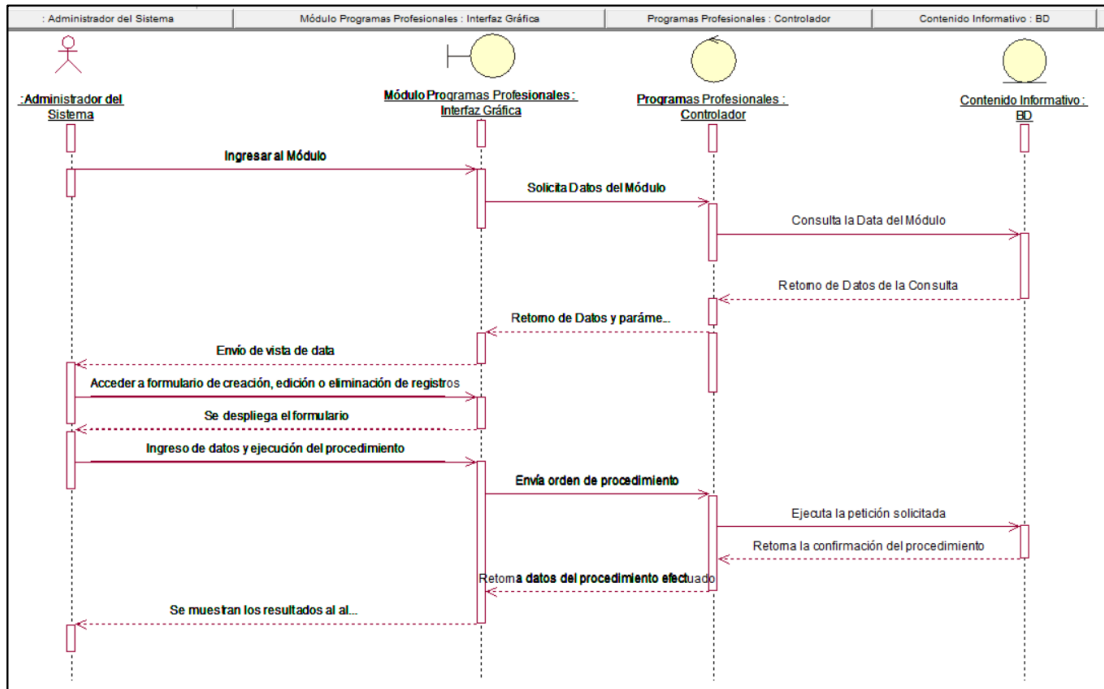 : Administrador del Sistema
Módulo Programas Profesionales : Interfaz Gráfica
Programas Profesionales : Controlador
Contenido Informativo : BD
:Administrador del
Sistema
Módulo Programas Profesionales :
Interfaz Gráfica
Programas Profesionales :
Controlador
Contenido Informativo :
BD
Ingresar al Módulo
Solicita Datos del Módulo
Consulta la Data del Módulo
Retorno de Datos de la Consulta
Retorno de Datos y paráme...
Envío de vista de data
Acceder a formulario de creación, edición o eliminación de registros
Se despliega el formulario
Ingreso de datos y ejecución del procedimiento
Envía orden de procedimiento
Ejecuta la petición solicitada
Retorna la confirmación del procedimiento
Retorna datos del procedimiento efectuado
Se muestran los resultados al al...